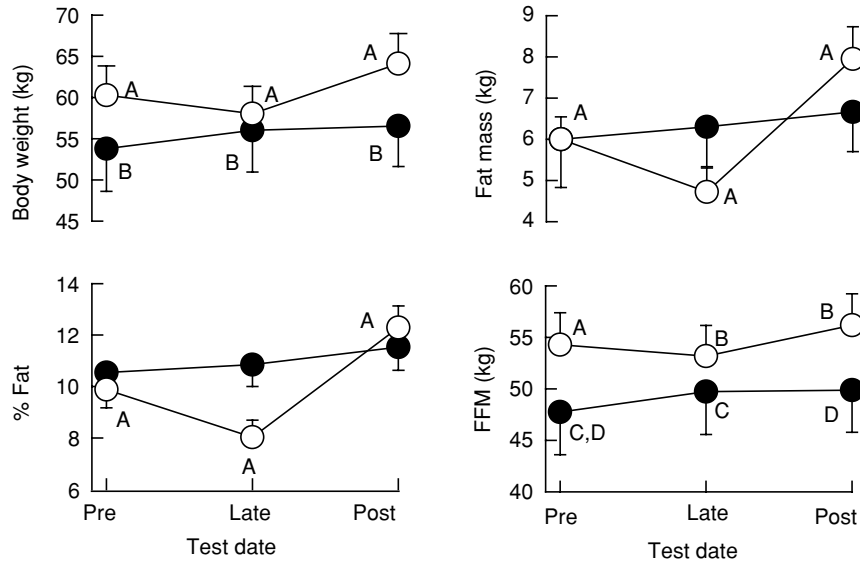 Body weight (kg)
70
65
60
55
50
45
A
A
A
B
B
B
Fat mass (kg)
9
8
7
6
5
4
A
A
A
% Fat
14
12
10
8
6
A
A
A
Pre
Late
Post
Test date
FFM (kg)
60
55
50
45
40
A
B
B
C,D
C
D
Pre
Late
Post
Test date